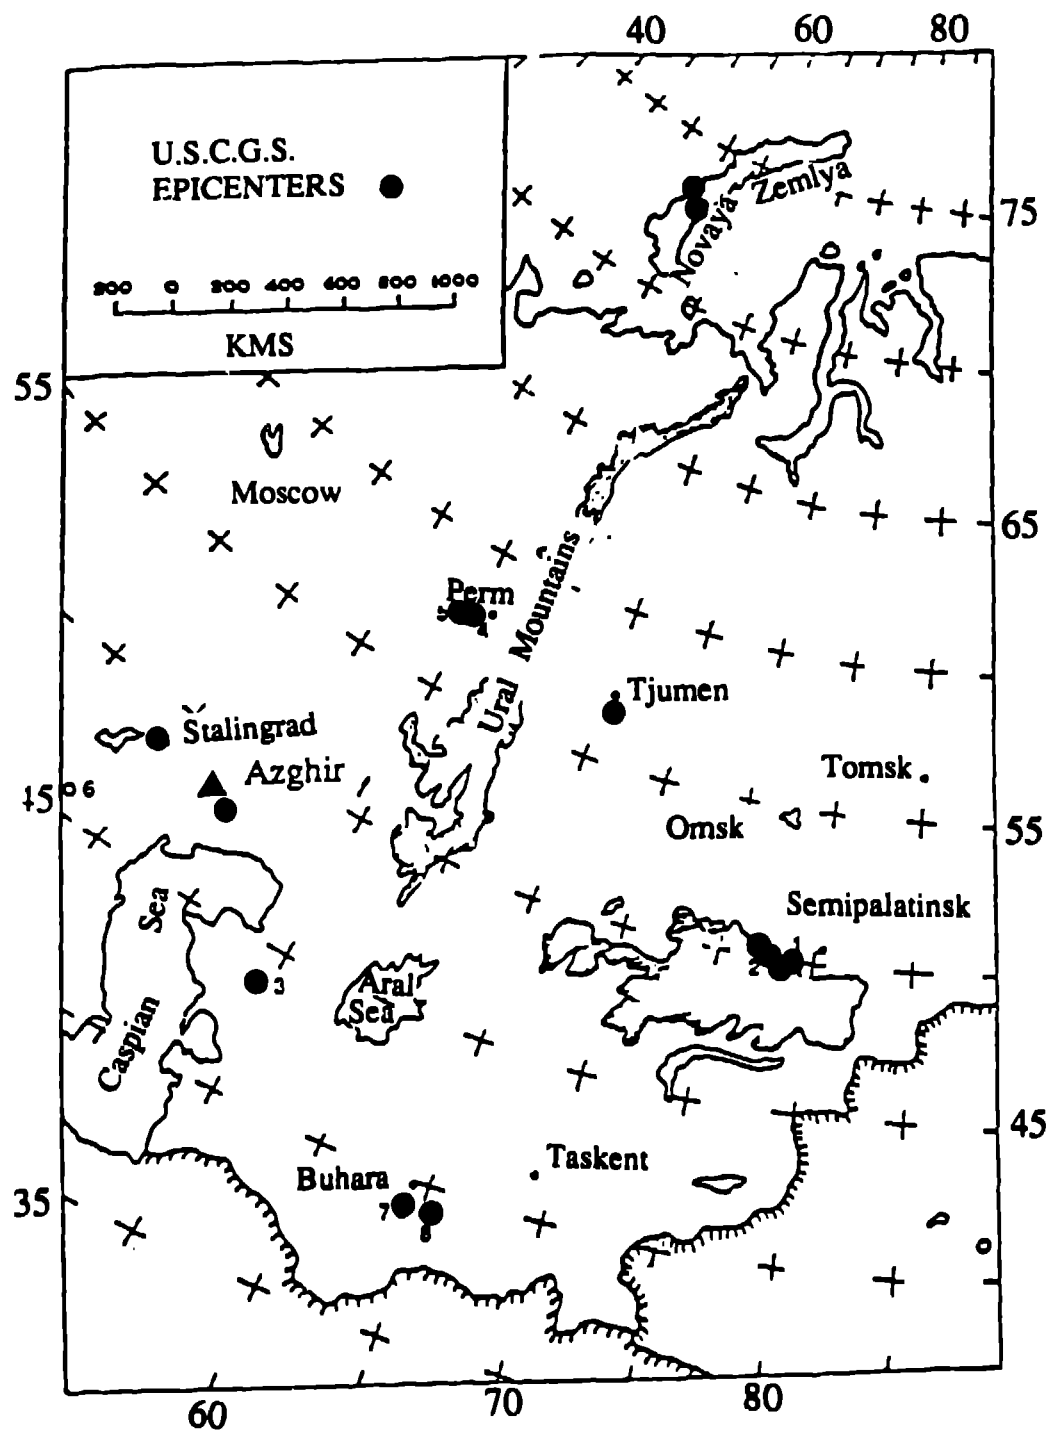 40 60 80
U.S.C.G.S.
EPICENTERS
200 0 200 400 600 800 1000
KMS
Novaya Zemlya
75
55
Moscow
65
Ural Mountains
Perm
Tjumen
Stalingrad
Azghir
6
Tomsk
Omsk
55
Caspian Sea
3
Aral
Sea
Semipalatinsk
2
45
Taskent
Buhara
7
8
35
60 70 80